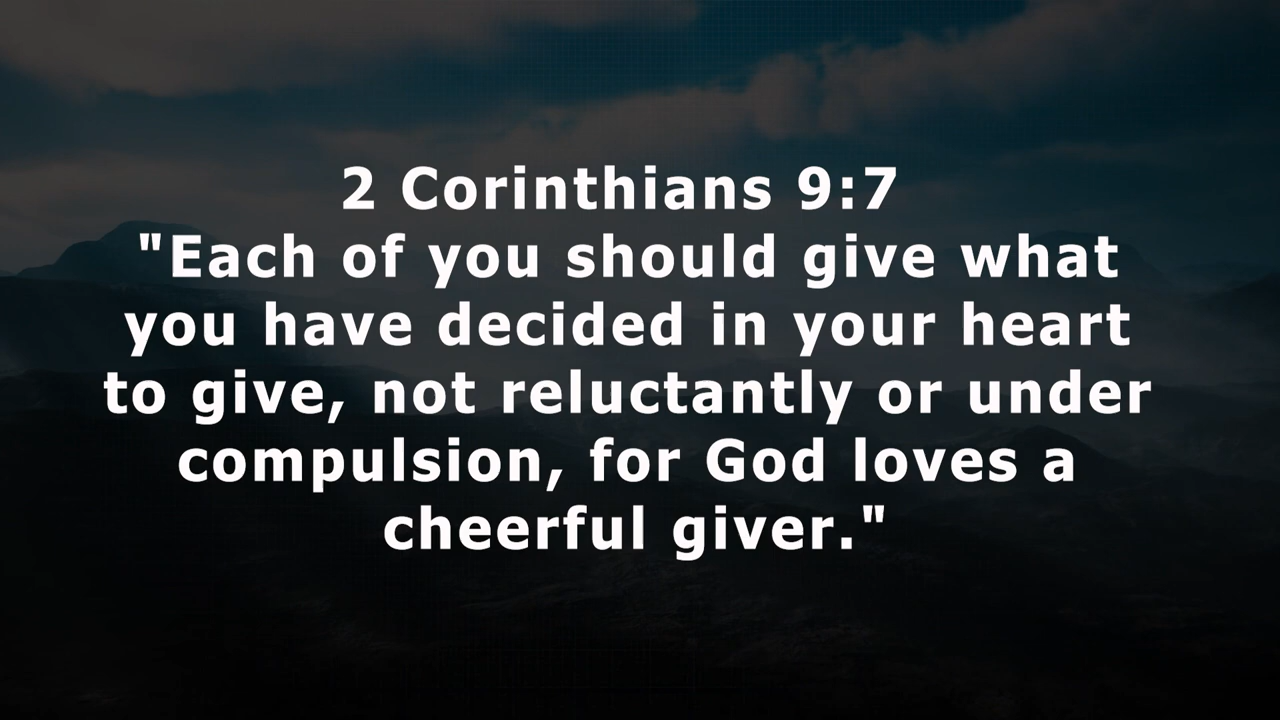 2 Corinthians 9:7
"Each of you should give what
you have decided in your heart
to give, not reluctantly or under
compulsion, for God loves a
cheerful giver."